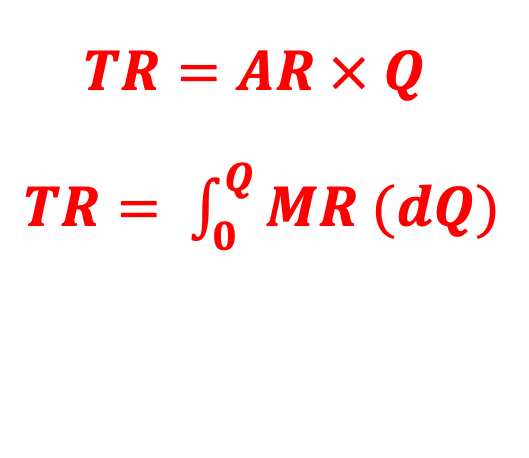 TR = AR × Q
TR = ∫₀^Q MR (dQ)